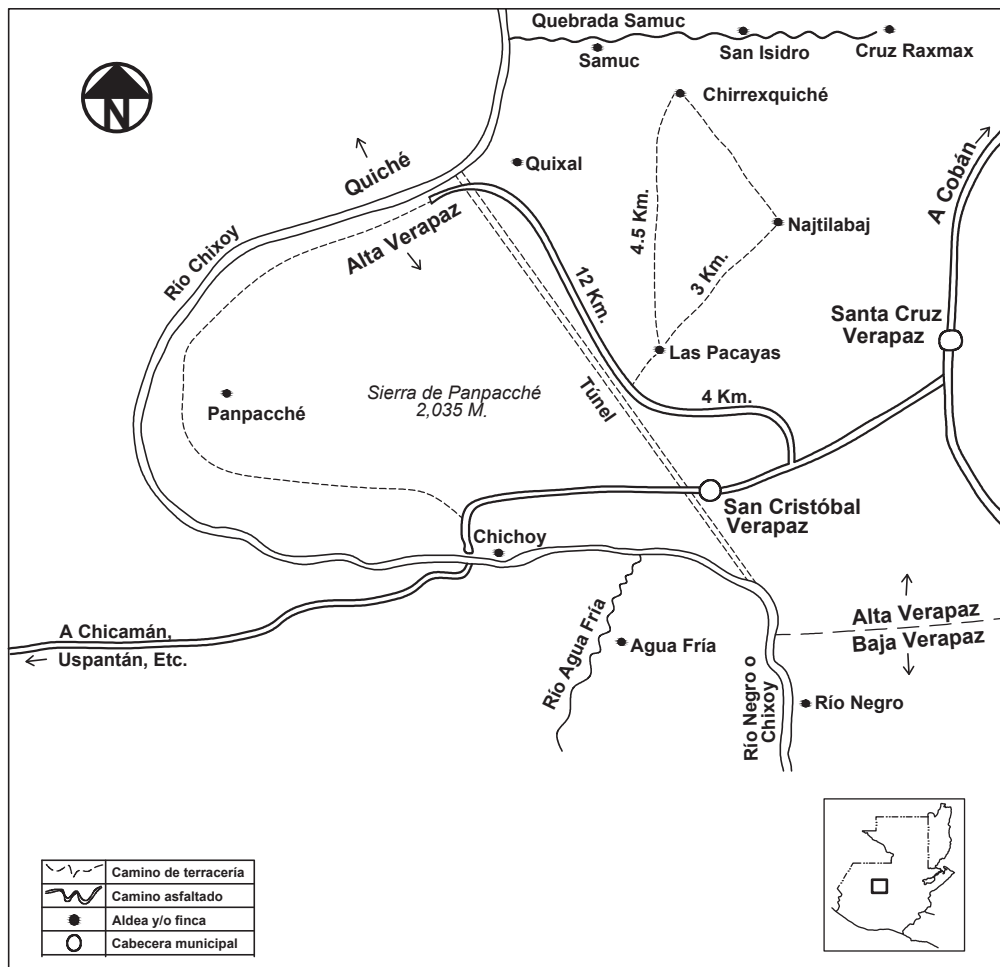 Quebrada Samuc
Samuc
San Isidro
Cruz Raxmax
N
Chirrexquiché
Quiché
Quixal
A Cobán
Río Chixoy
Alta Verapaz
4.5 Km.
Najtilabaj
3 Km.
12 Km.
Santa Cruz
Verapaz
Las Pacayas
Panpacché
Sierra de Panpacché
2,035 M.
Túnel
4 Km.
San Cristóbal
Verapaz
Chichoy
A Chicamán,
Uspantán, Etc.
Río Agua Fría
Agua Fría
Alta Verapaz
Baja Verapaz
Río Negro o
Chixoy
Río Negro
Camino de terracería
Camino asfaltado
Aldea y/o finca
Cabecera municipal